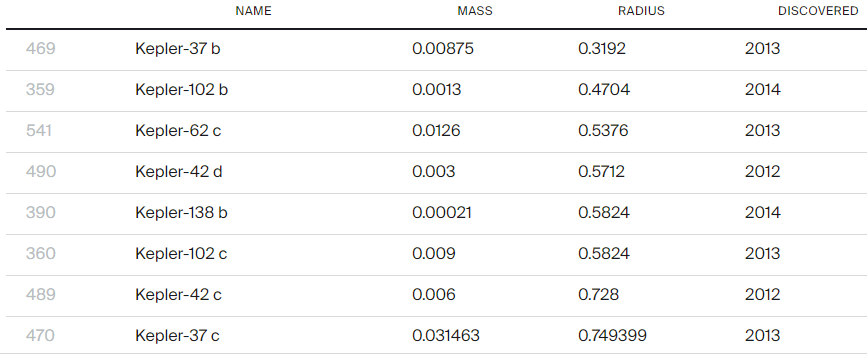 NAME MASS RADIUS DISCOVERED
469 Kepler-37 b 0.00875 0.3192 2013
359 Kepler-102 b 0.0013 0.4704 2014
541 Kepler-62 c 0.0126 0.5376 2013
490 Kepler-42 d 0.003 0.5712 2012
390 Kepler-138 b 0.00021 0.5824 2014
360 Kepler-102 c 0.009 0.5824 2013
489 Kepler-42 c 0.006 0.728 2012
470 Kepler-37 c 0.031463 0.749399 2013